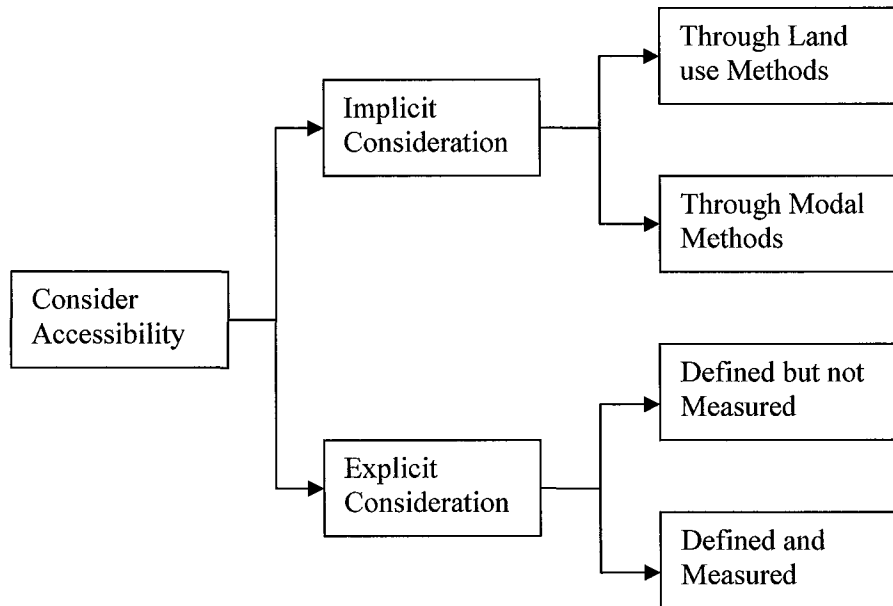 Through Land
use Methods
Implicit
Consideration
Through Modal
Methods
Consider
Accessibility
Defined but not
Measured
Explicit
Consideration
Defined and
Measured